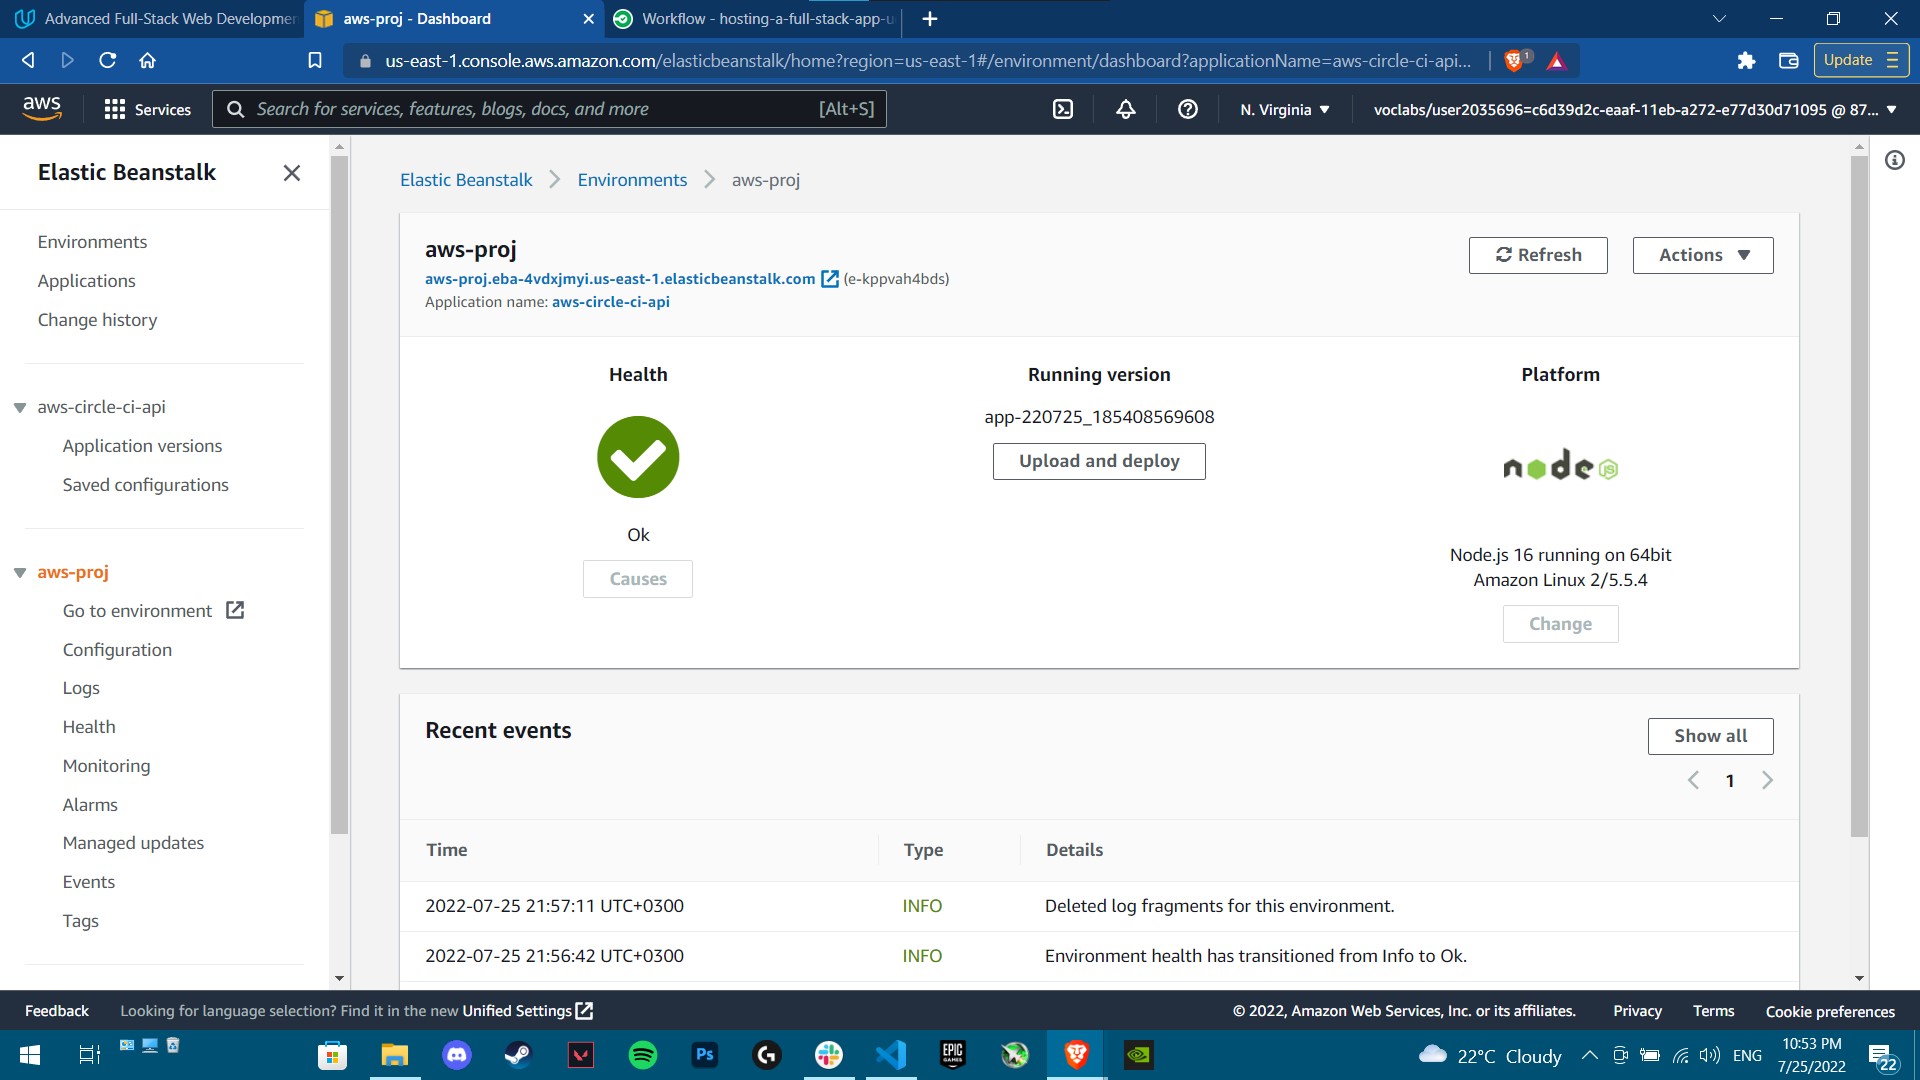 Advanced Full-Stack Web Developmen
aws-proj - Dashboard
Workflow - hosting-a-full-stack-app-u
us-east-1.console.aws.amazon.com/elasticbeanstalk/home?region=us-east-1#/environment/dashboard?applicationName=aws-circle-ci-api...
1
Update
aws
Services
Search for services, features, blogs, docs, and more
[Alt+S]
N. Virginia
voclabs/user2035696=c6d39d2c-eaaf-11eb-a272-e77d30d71095 @ 87...
Elastic Beanstalk
Environments
Applications
Change history
aws-circle-ci-api
Application versions
Saved configurations
aws-proj
Go to environment
Configuration
Logs
Health
Monitoring
Alarms
Managed updates
Events
Tags
Elastic Beanstalk
Environments
aws-proj
aws-proj
aws-proj.eba-4vdxjmyi.us-east-1.elasticbeanstalk.com (e-kppvah4bds)
Application name: aws-circle-ci-api
Refresh
Actions
Health
Ok
Causes
Running version
app-220725_185408569608
Upload and deploy
Platform
node JS
Node.js 16 running on 64bit
Amazon Linux 2/5.5.4
Change
Recent events
Show all
1
Time Type Details
2022-07-25 21:57:11 UTC+0300 INFO Deleted log fragments for this environment.
2022-07-25 21:56:42 UTC+0300 INFO Environment health has transitioned from Info to Ok.
Feedback
Looking for language selection? Find it in the new Unified Settings
© 2022, Amazon Web Services, Inc. or its affiliates.
Privacy
Terms
Cookie preferences
Ps
EPIC
GAMES
22°C Cloudy
ENG
10:53 PM
7/25/2022
22